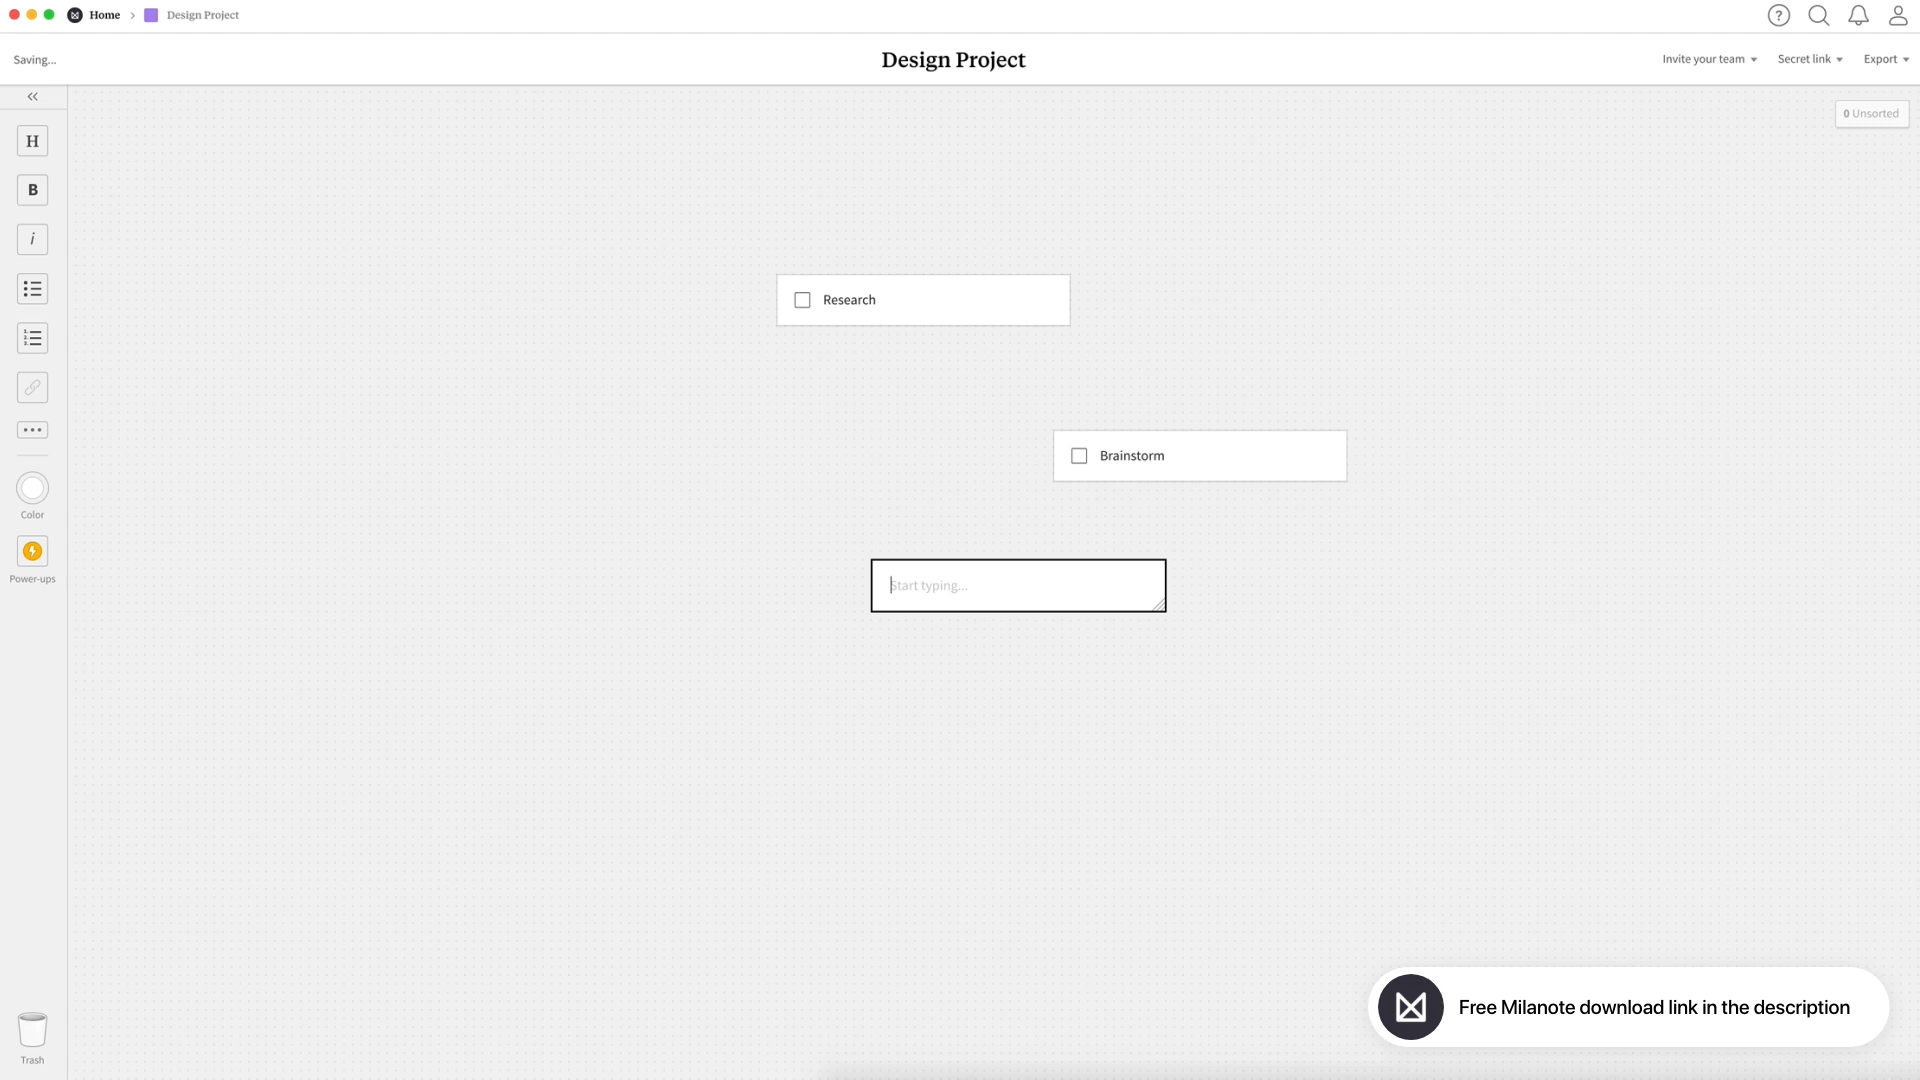 Home
Design Project
Saving...
Design Project
Invite your team
Secret link
Export
0 Unsorted
H
B
i
Research
Brainstorm
Start typing...
Color
Power-ups
Trash
Free Milanote download link in the description